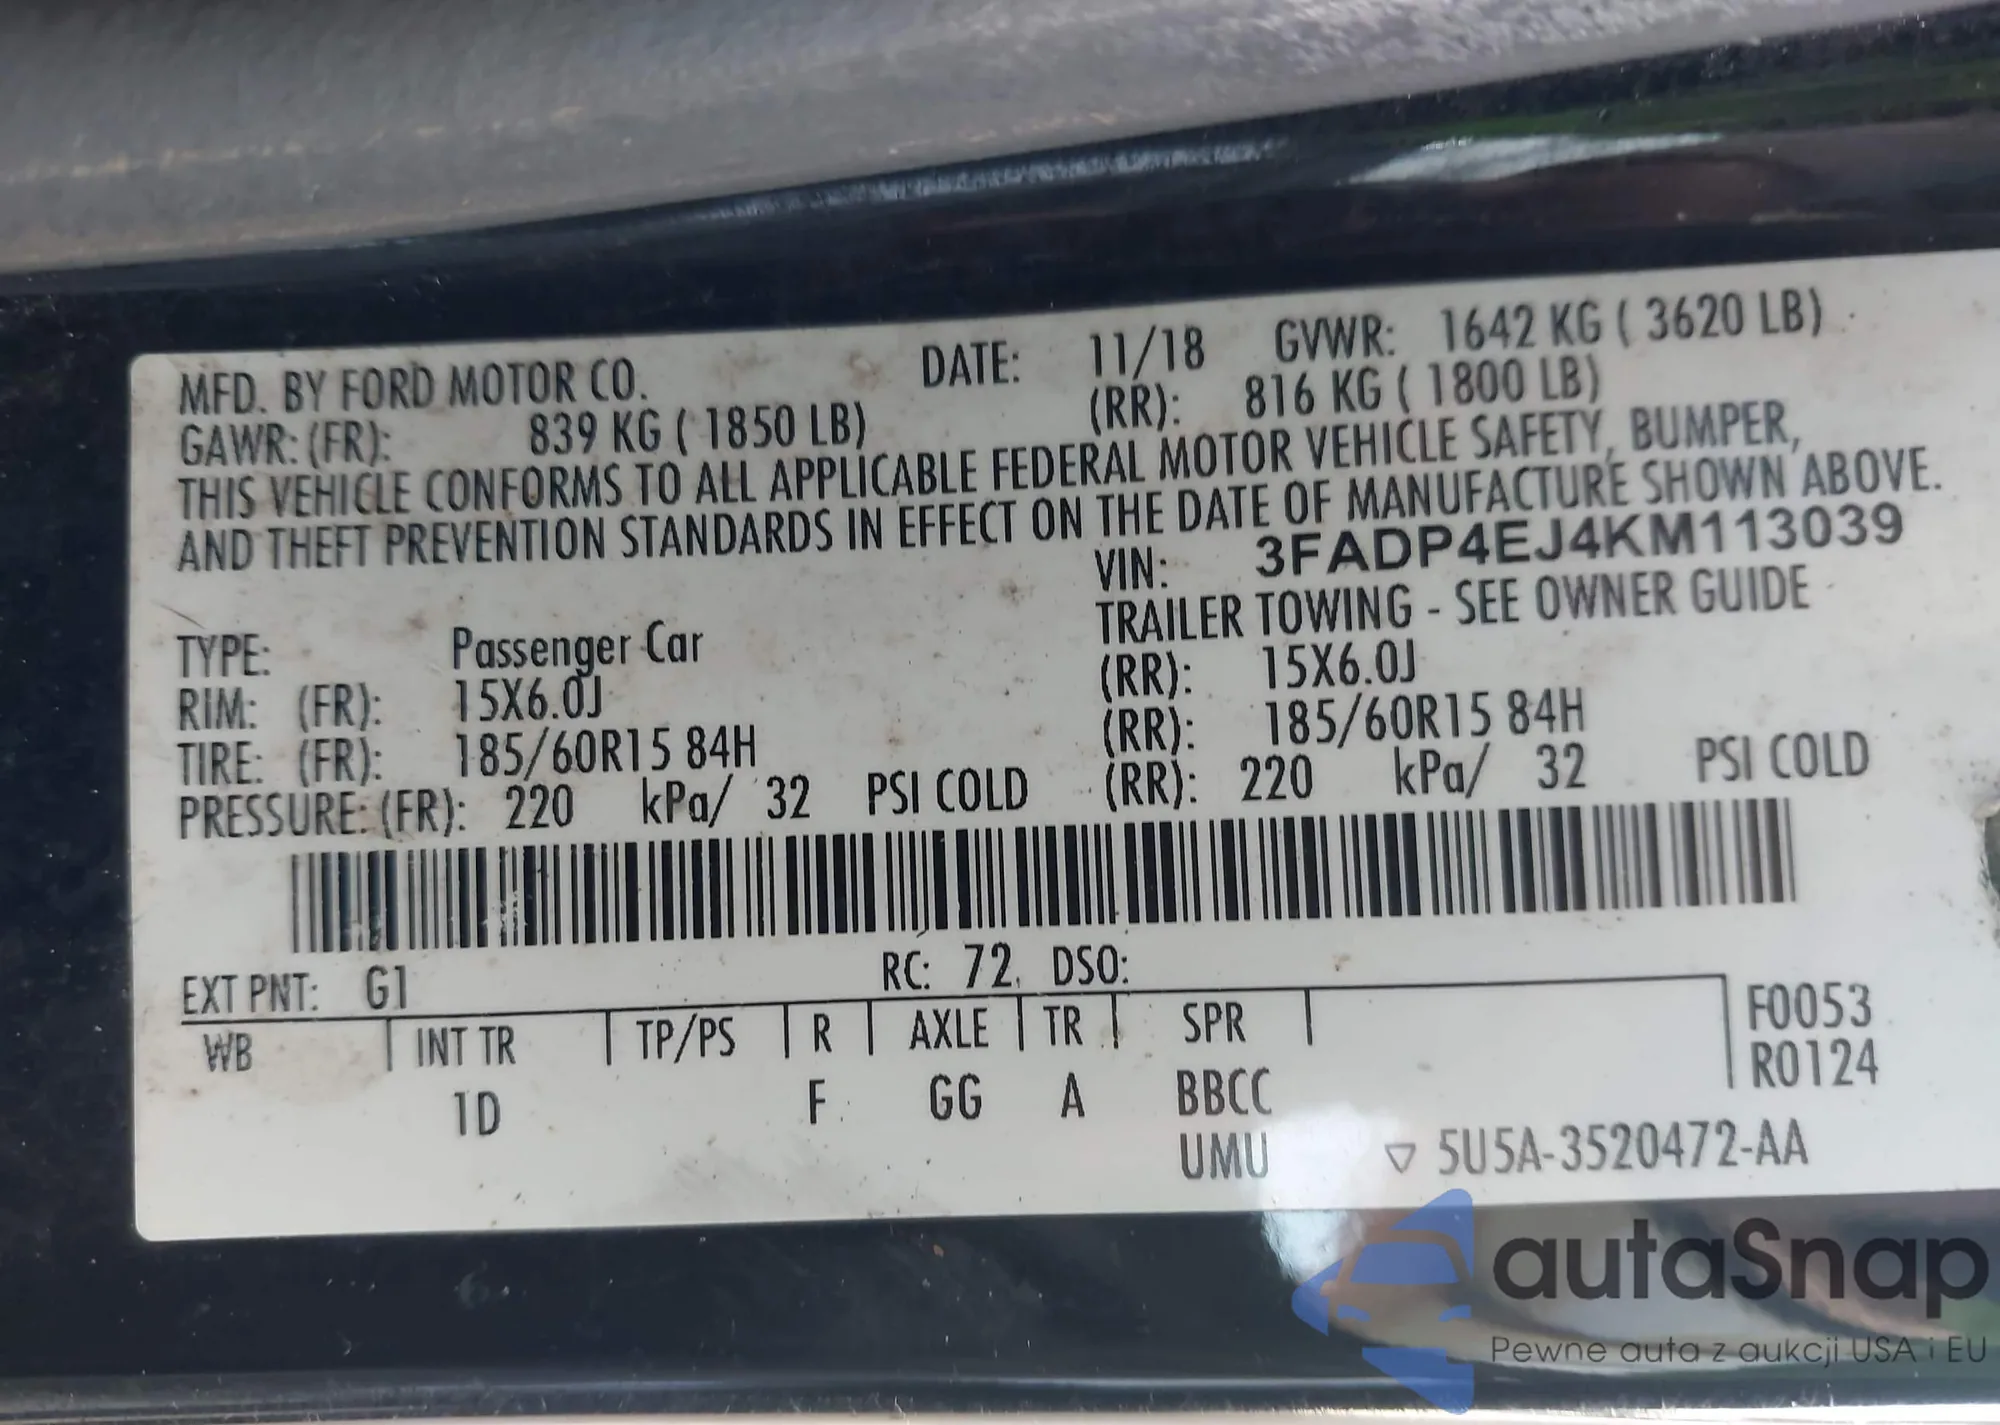 MFD. BY FORD MOTOR CO. DATE: 11/18 GVWR: 1642 KG ( 3620 LB)
GAWR: (FR): 839 KG ( 1850 LB) (RR): 816 KG ( 1800 LB)
THIS VEHICLE CONFORMS TO ALL APPLICABLE FEDERAL MOTOR VEHICLE SAFETY, BUMPER,
AND THEFT PREVENTION STANDARDS IN EFFECT ON THE DATE OF MANUFACTURE SHOWN ABOVE.
VIN: 3FADP4EJ4KM113039
TYPE: Passenger Car TRAILER TOWING - SEE OWNER GUIDE
RIM: (FR): 15X6.0J (RR): 15X6.0J
TIRE: (FR): 185/60R15 84H (RR): 185/60R15 84H
PRESSURE: (FR): 220 kPa/ 32 PSI COLD (RR): 220 kPa/ 32 PSI COLD
EXT PNT: G1 RC: 72 DSO:
WB INT TR TP/PS R AXLE TR SPR F0053
R0124
1D F GG A BBCC
UMU ▽ 5U5A-3520472-AA
autaSnap
Pewne auta z aukcji USA i EU